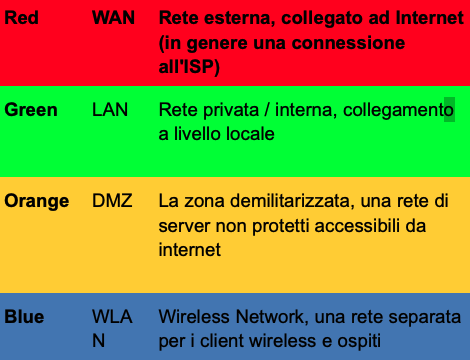 Red WAN Rete esterna, collegato ad Internet
(in genere una connessione
all'ISP)
Green LAN Rete privata / interna, collegamento
a livello locale
Orange DMZ La zona demilitarizzata, una rete di
server non protetti accessibili da
internet
Blue WLA Wireless Network, una rete separata
N per i client wireless e ospiti